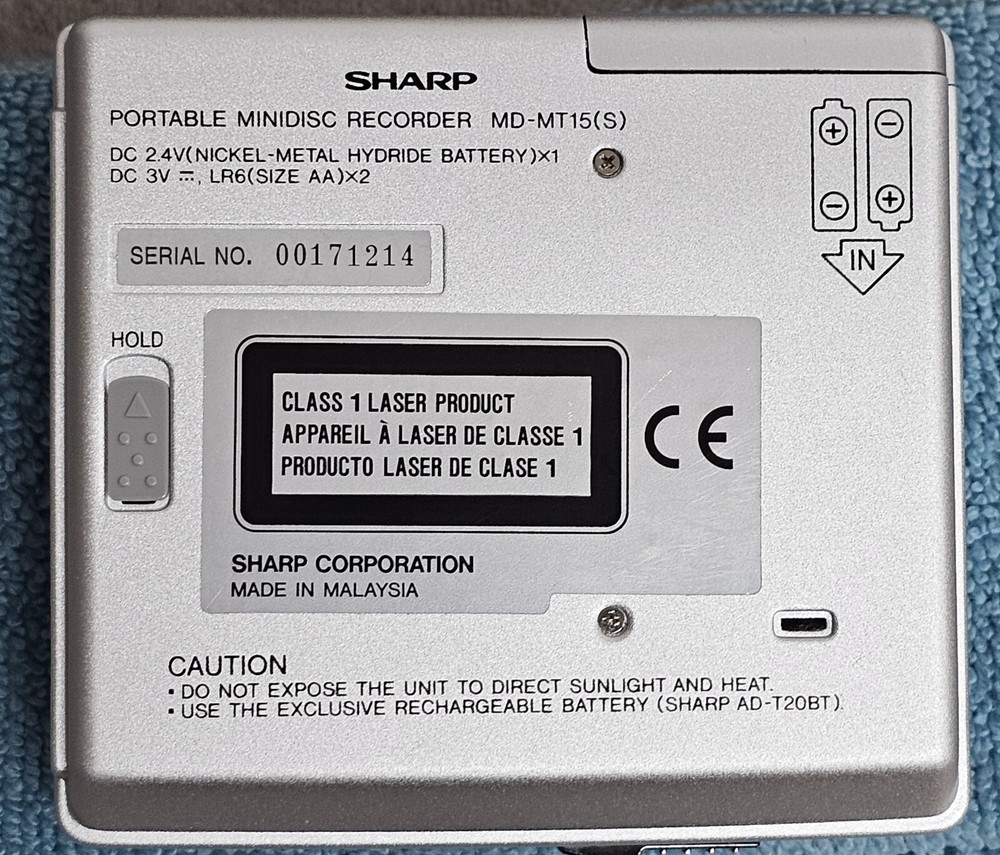 SHARP
PORTABLE MINIDISC RECORDER MD-MT15(S)
DC 2.4V(NICKEL-METAL HYDRIDE BATTERY)×1
DC 3V ⎓, LR6(SIZE AA)×2
+ −
− +
IN
SERIAL NO. 00171214
HOLD
CLASS 1 LASER PRODUCT
APPAREIL À LASER DE CLASSE 1
PRODUCTO LASER DE CLASE 1
CE
SHARP CORPORATION
MADE IN MALAYSIA
CAUTION
• DO NOT EXPOSE THE UNIT TO DIRECT SUNLIGHT AND HEAT.
• USE THE EXCLUSIVE RECHARGEABLE BATTERY (SHARP AD-T20BT).